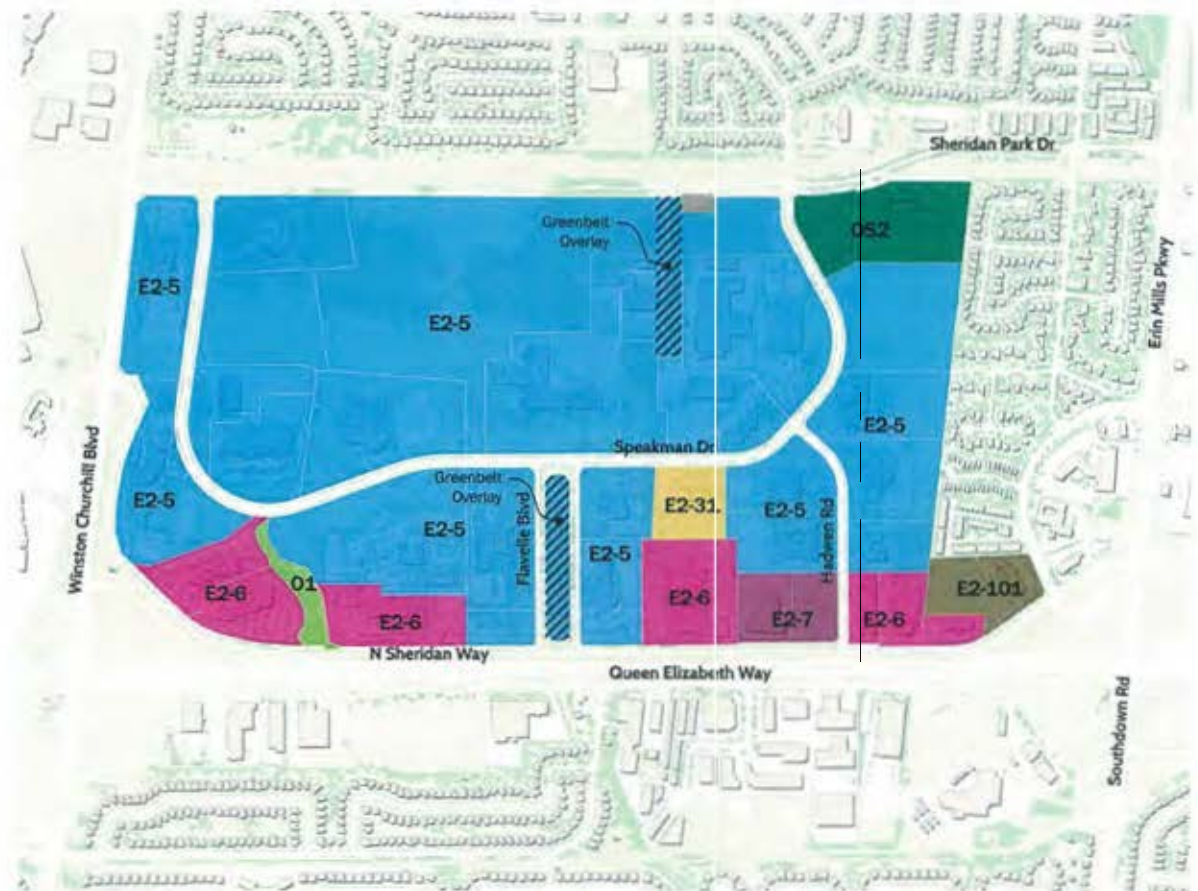 Sheridan Park Dr
Greenbelt
Overlay
OS2
Erin Mills Pkwy
E2-5
E2-5
E2-5
Speakman Dr
Winston Churchill Blvd
E2-5
Greenbelt
Overlay
Flavelle Blvd
E2-5
E2-5
E2-31
E2-5
Hadwen Rd
E2-6
01
E2-6
E2-6
E2-7
E2-6
E2-101
N Sheridan Way
Queen Elizabeth Way
Southdown Rd